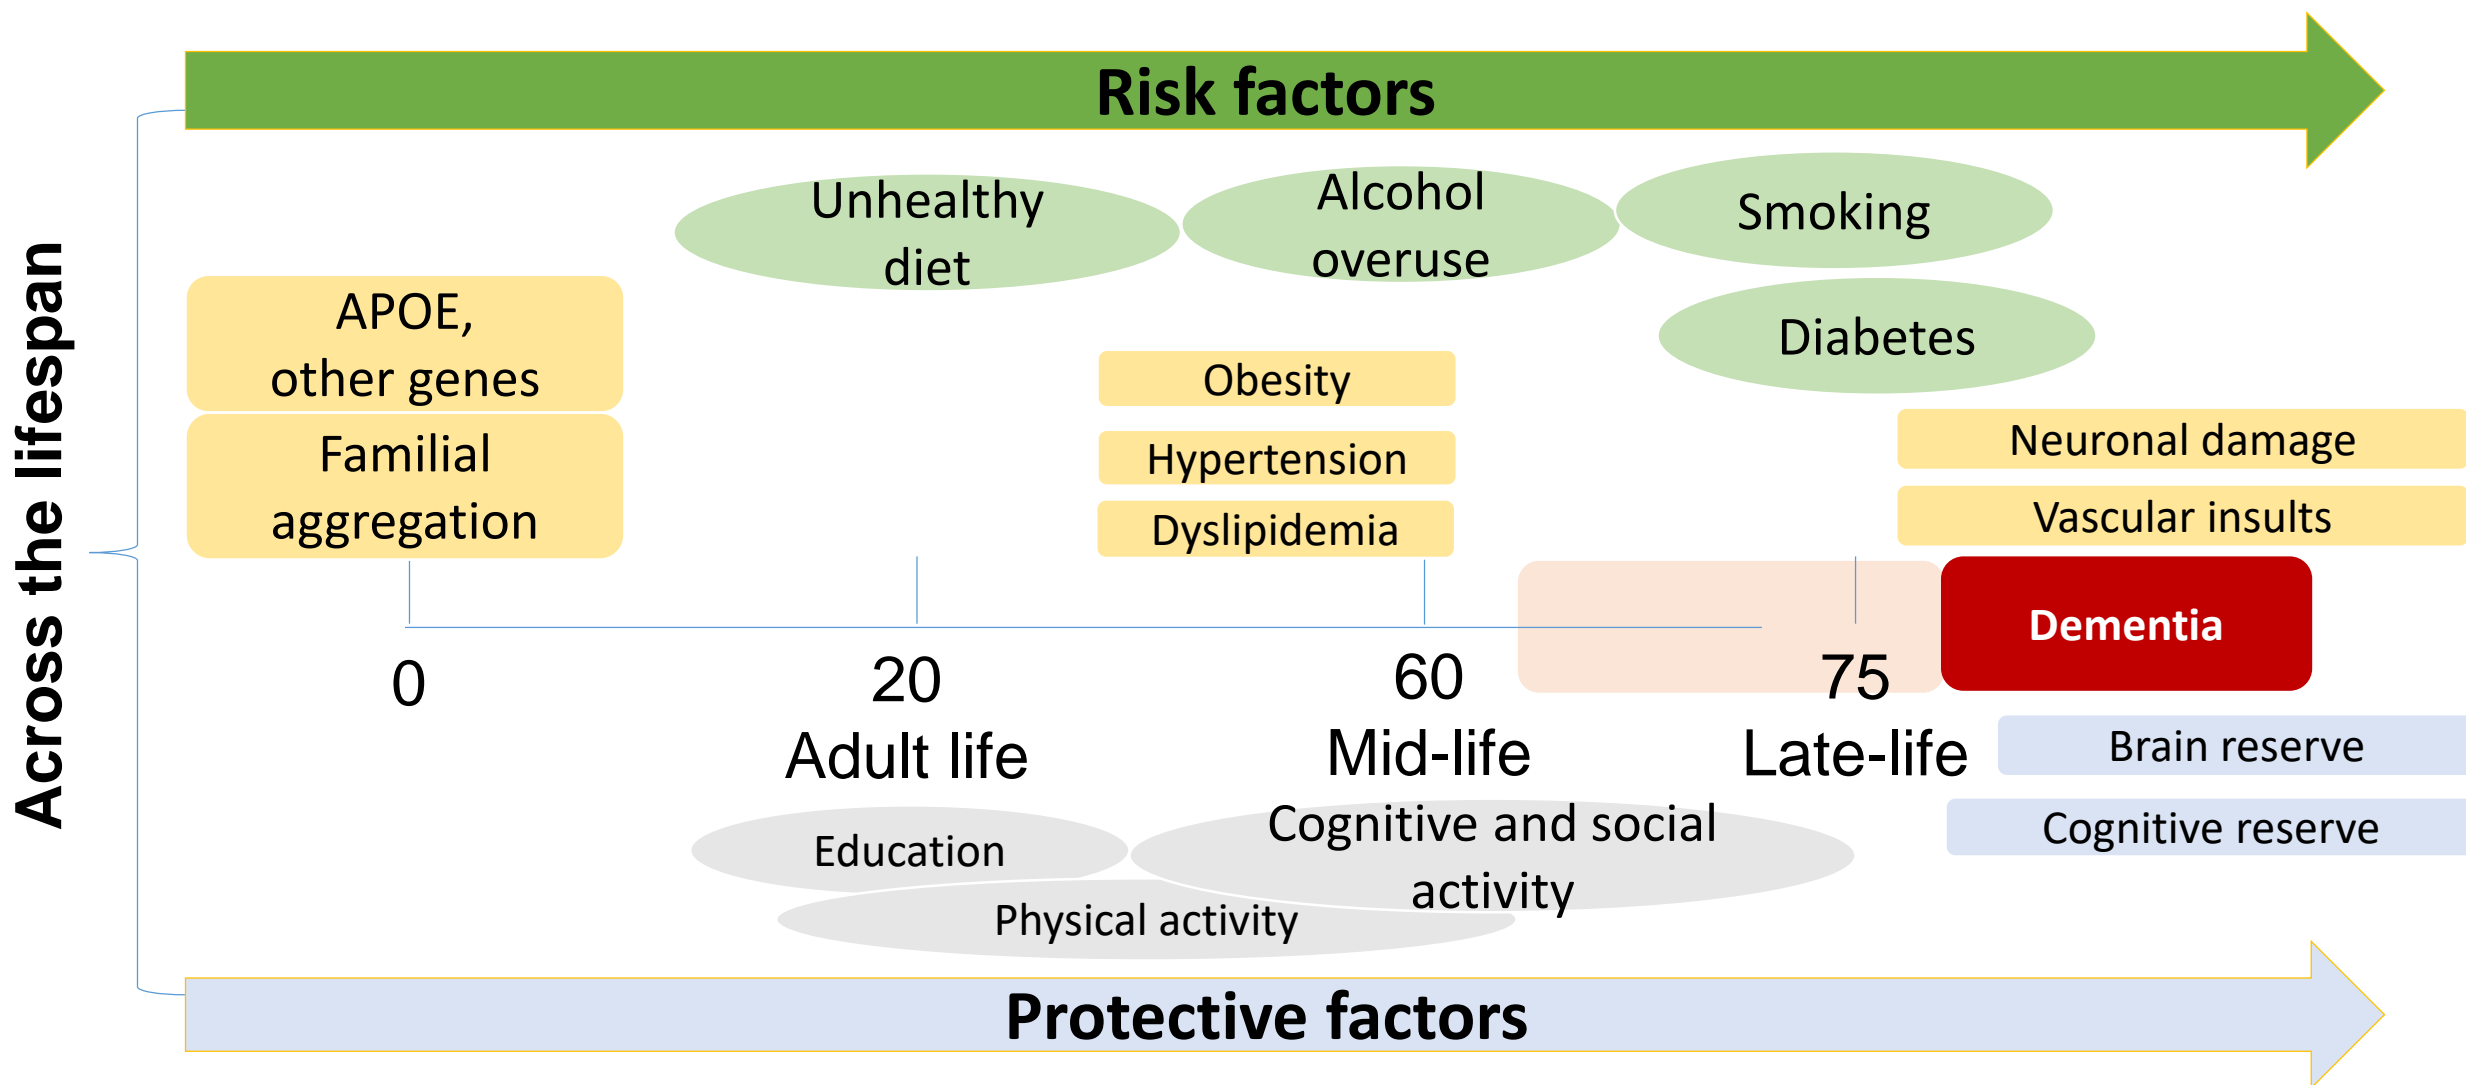 Risk factors
Across the lifespan
Unhealthy
diet
Alcohol
overuse
Smoking
Diabetes
APOE,
other genes
Familial
aggregation
Obesity
Hypertension
Dyslipidemia
Neuronal damage
Vascular insults
Dementia
0
20
60
75
Adult life
Mid-life
Late-life
Brain reserve
Cognitive reserve
Education
Cognitive and social
activity
Physical activity
Protective factors